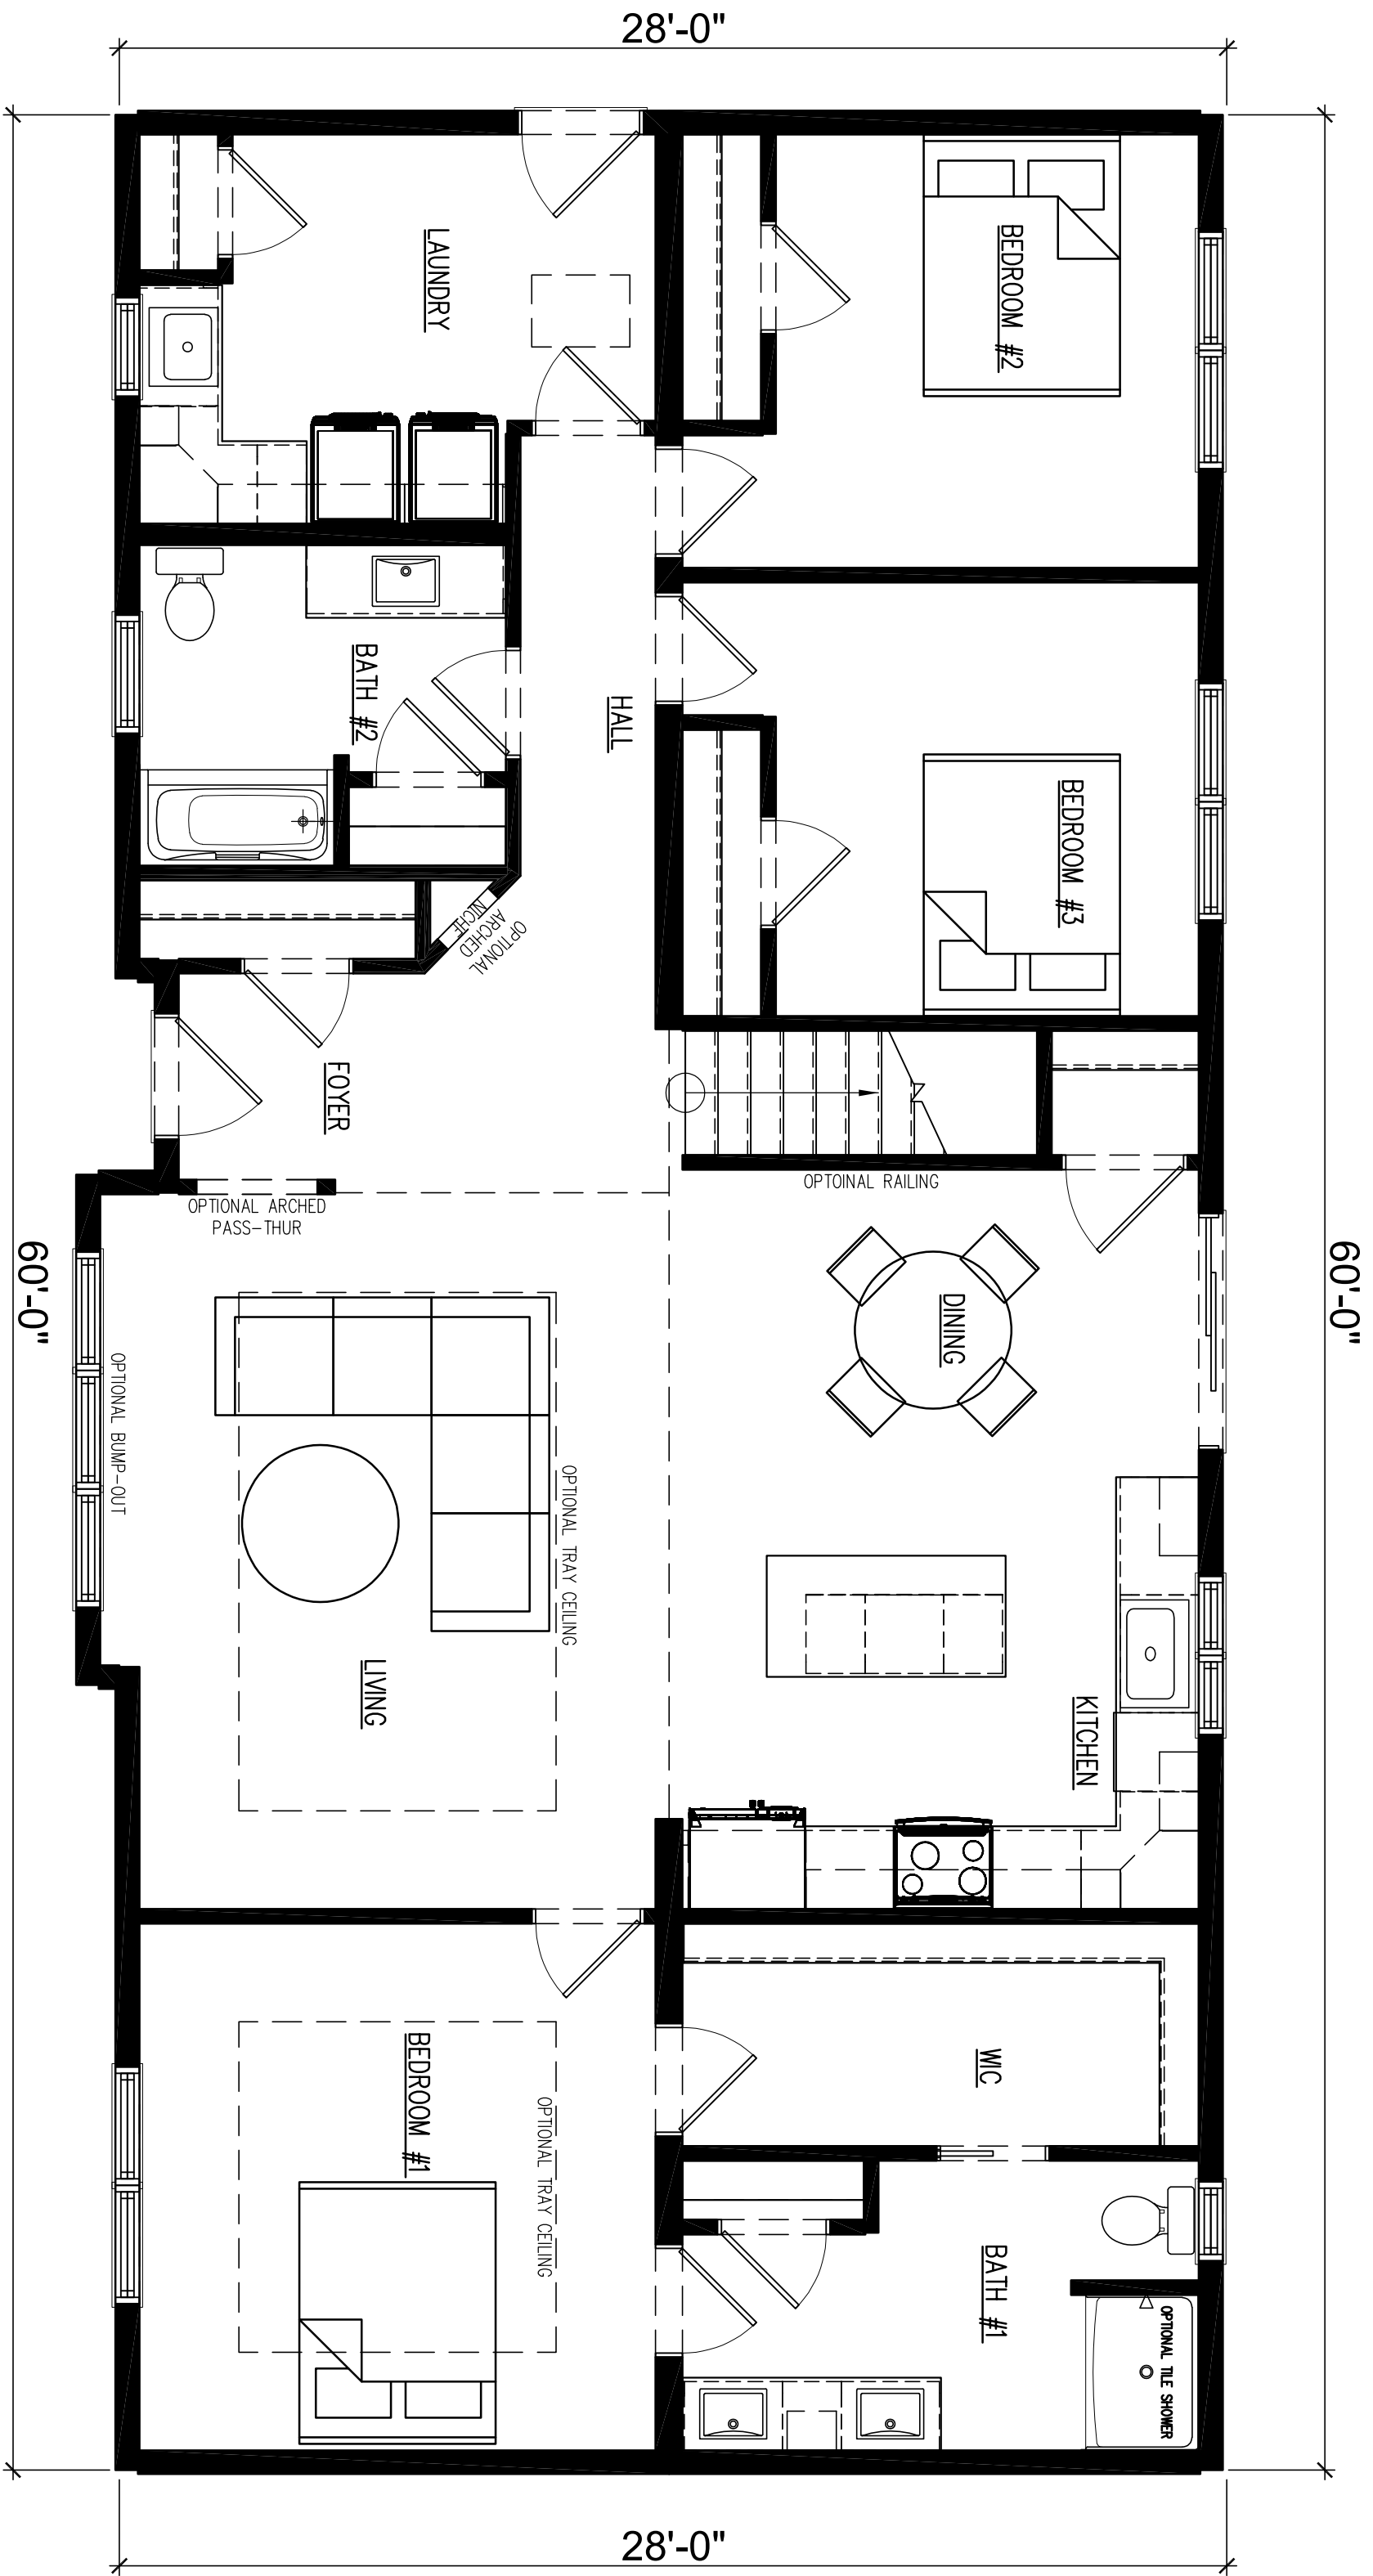 28'-0"
LAUNDRY
BEDROOM #2
BATH #2
HALL
BEDROOM #3
OPTIONAL
ARCHED
NICHE
FOYER
OPTOINAL RAILING
OPTIONAL ARCHED
PASS-THUR
60'-0"
60'-0"
DINING
OPTIONAL BUMP-OUT
OPTIONAL TRAY CEILING
LIVING
KITCHEN
BEDROOM #1
OPTIONAL TRAY CEILING
WIC
BATH #1
OPTIONAL TILE SHOWER
28'-0"